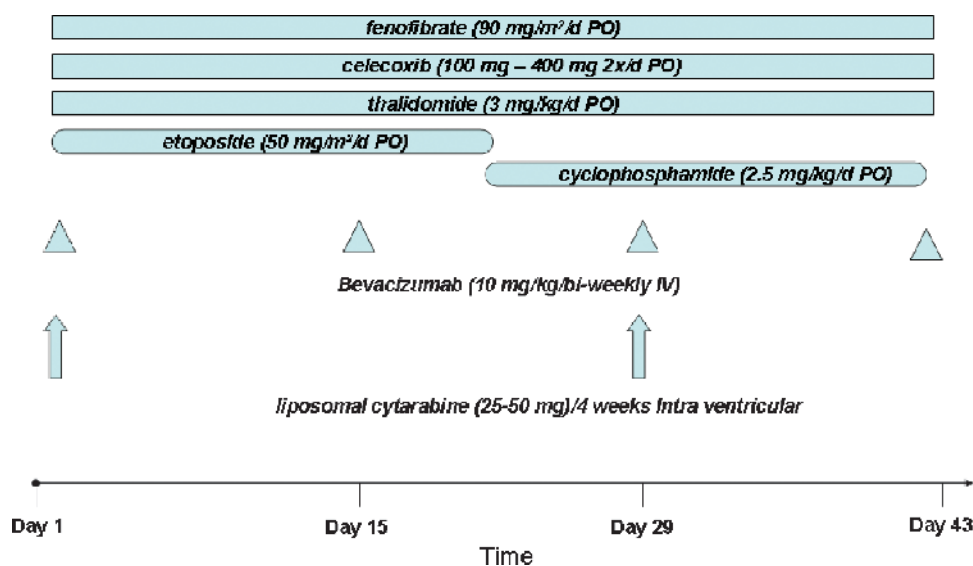 fenofibrate (90 mg/m²/d PO)
celecoxib (100 mg – 400 mg 2x/d PO)
thalidomide (3 mg/kg/d PO)
etoposide (50 mg/m²/d PO)
cyclophosphamide (2.5 mg/kg/d PO)
Bevacizumab (10 mg/kg/bi-weekly IV)
liposomal cytarabine (25-50 mg)/4 weeks Intra ventricular
Day 1 Day 15 Day 29 Day 43
Time